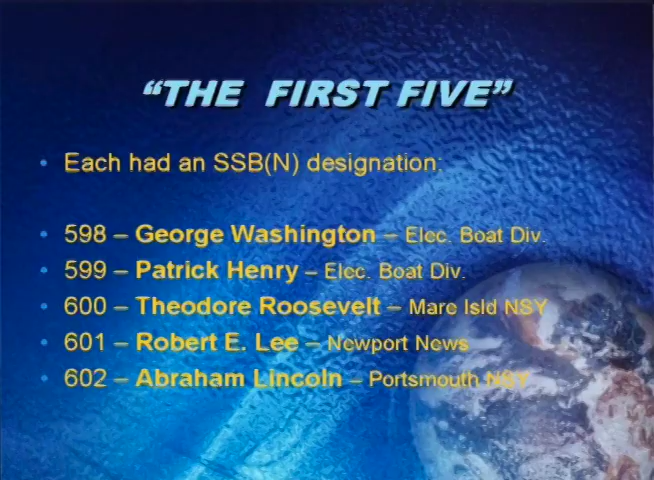 “THE FIRST FIVE”
• Each had an SSB(N) designation:
• 598 – George Washington – Elec. Boat Div.
• 599 – Patrick Henry – Elec. Boat Div.
• 600 – Theodore Roosevelt – Mare Isld NSY
• 601 – Robert E. Lee – Newport News
• 602 – Abraham Lincoln – Portsmouth NSY